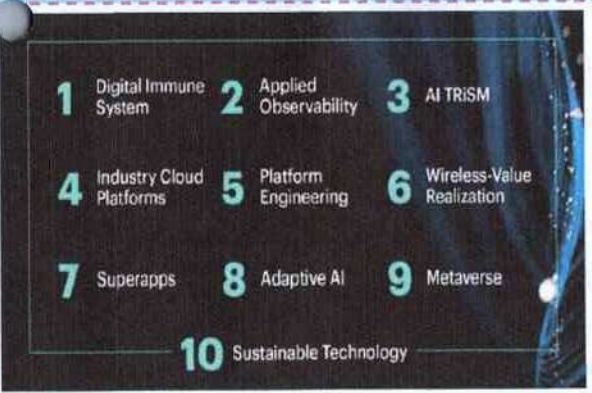 1 Digital Immune System
2 Applied Observability
3 AI TRiSM
4 Industry Cloud Platforms
5 Platform Engineering
6 Wireless-Value Realization
7 Superapps
8 Adaptive AI
9 Metaverse
10 Sustainable Technology